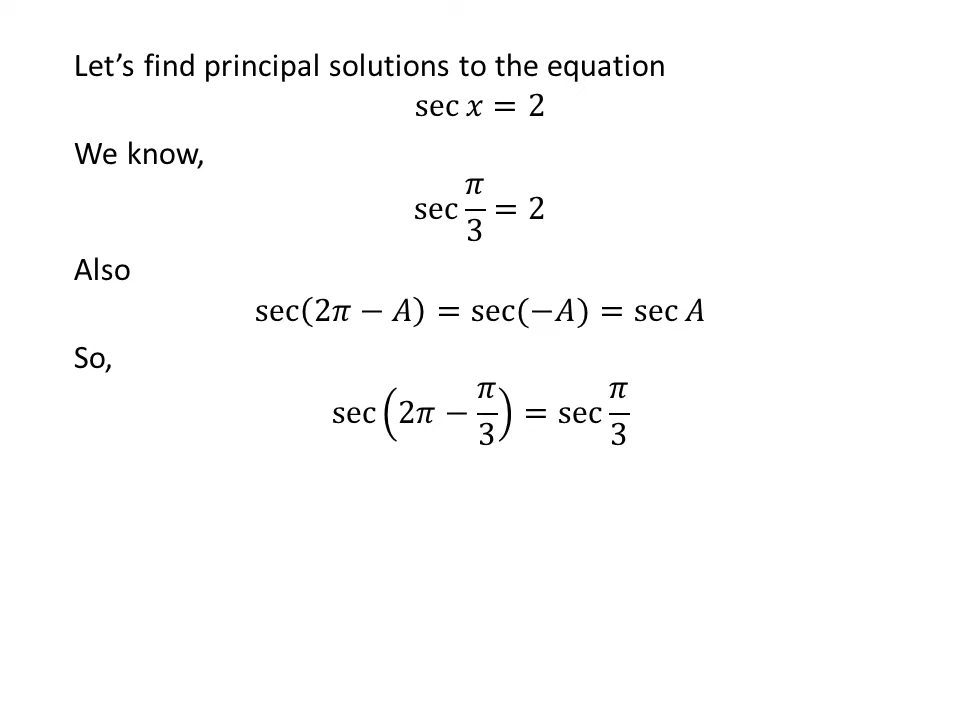 Let’s find principal solutions to the equation
sec 𝑥 = 2
We know,
sec π/3 = 2
Also
sec(2π − A) = sec(−A) = sec A
So,
sec (2π − π/3) = sec π/3